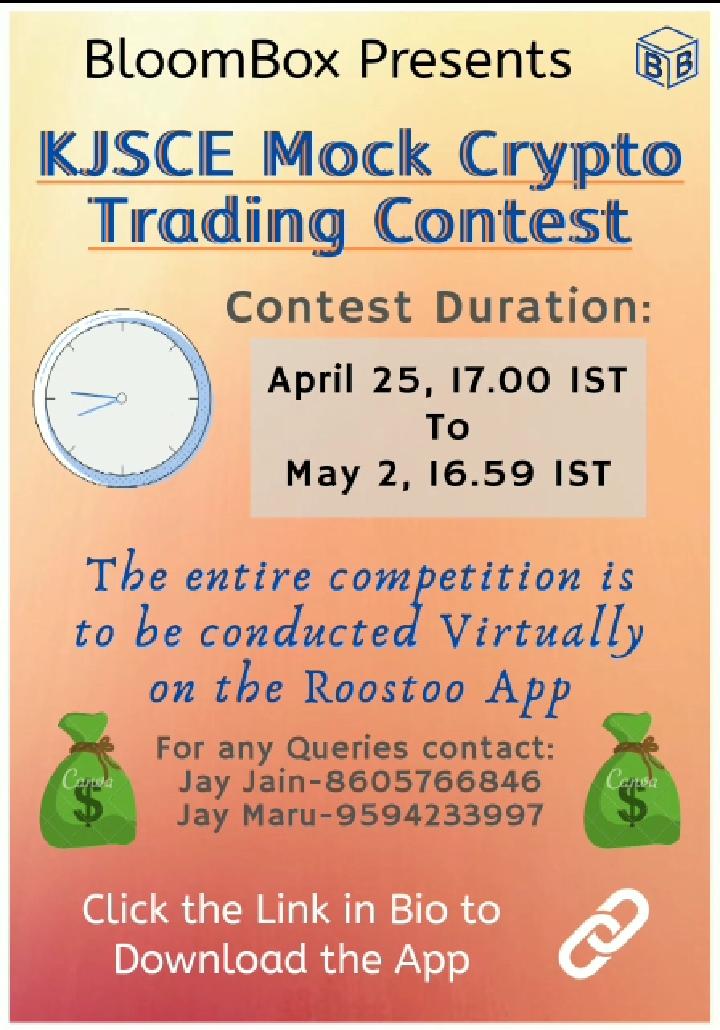 BloomBox Presents
BB
KJSCE Mock Crypto
Trading Contest
Contest Duration:
April 25, 17.00 IST
To
May 2, 16.59 IST
The entire competition is
to be conducted Virtually
on the Roostoo App
For any Queries contact:
Jay Jain-8605766846
Jay Maru-9594233997
Canva
$
Canva
$
Click the Link in Bio to
Download the App